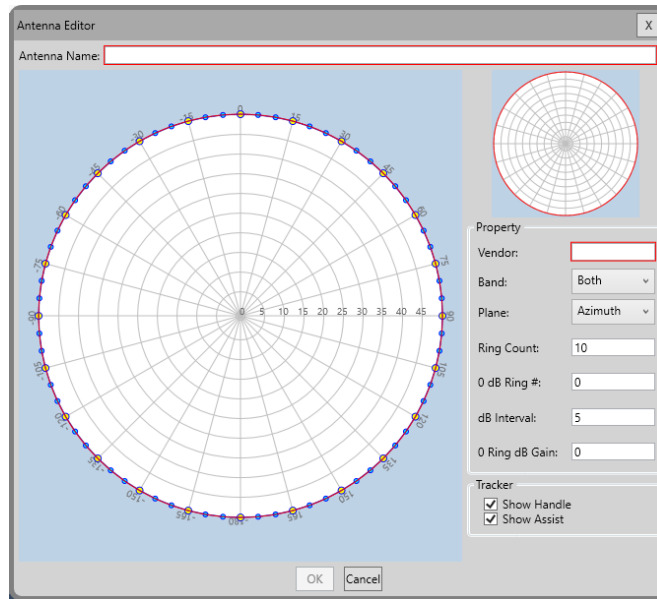 Antenna Editor
X
Antenna Name:
0
-15
15
-20
30
-45
45
-60
60
-75
75
-90
0 5 10 15 20 25 30 35 40 45
90
-105
105
-120
120
-135
135
-150
150
-165
-180
165
Property
Vendor:
Band: Both
Plane: Azimuth
Ring Count: 10
0 dB Ring #: 0
dB Interval: 5
0 Ring dB Gain: 0
Tracker
Show Handle
Show Assist
OK Cancel